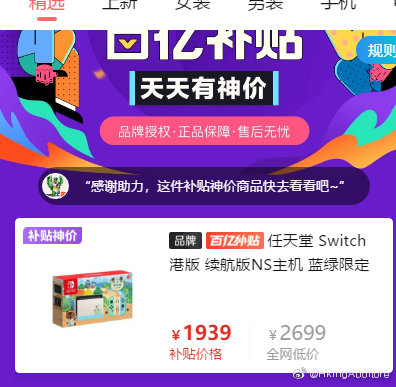 精选 上新 女装 男装 手机
百亿补贴
天天有神价
规则
品牌授权·正品保障·售后无忧
“感谢助力，这件补贴神价商品快去看看吧~”
补贴神价
品牌 百亿补贴 任天堂 Switch
港版 续航版NS主机 蓝绿限定
¥1939 ¥2699
补贴价格 全网低价